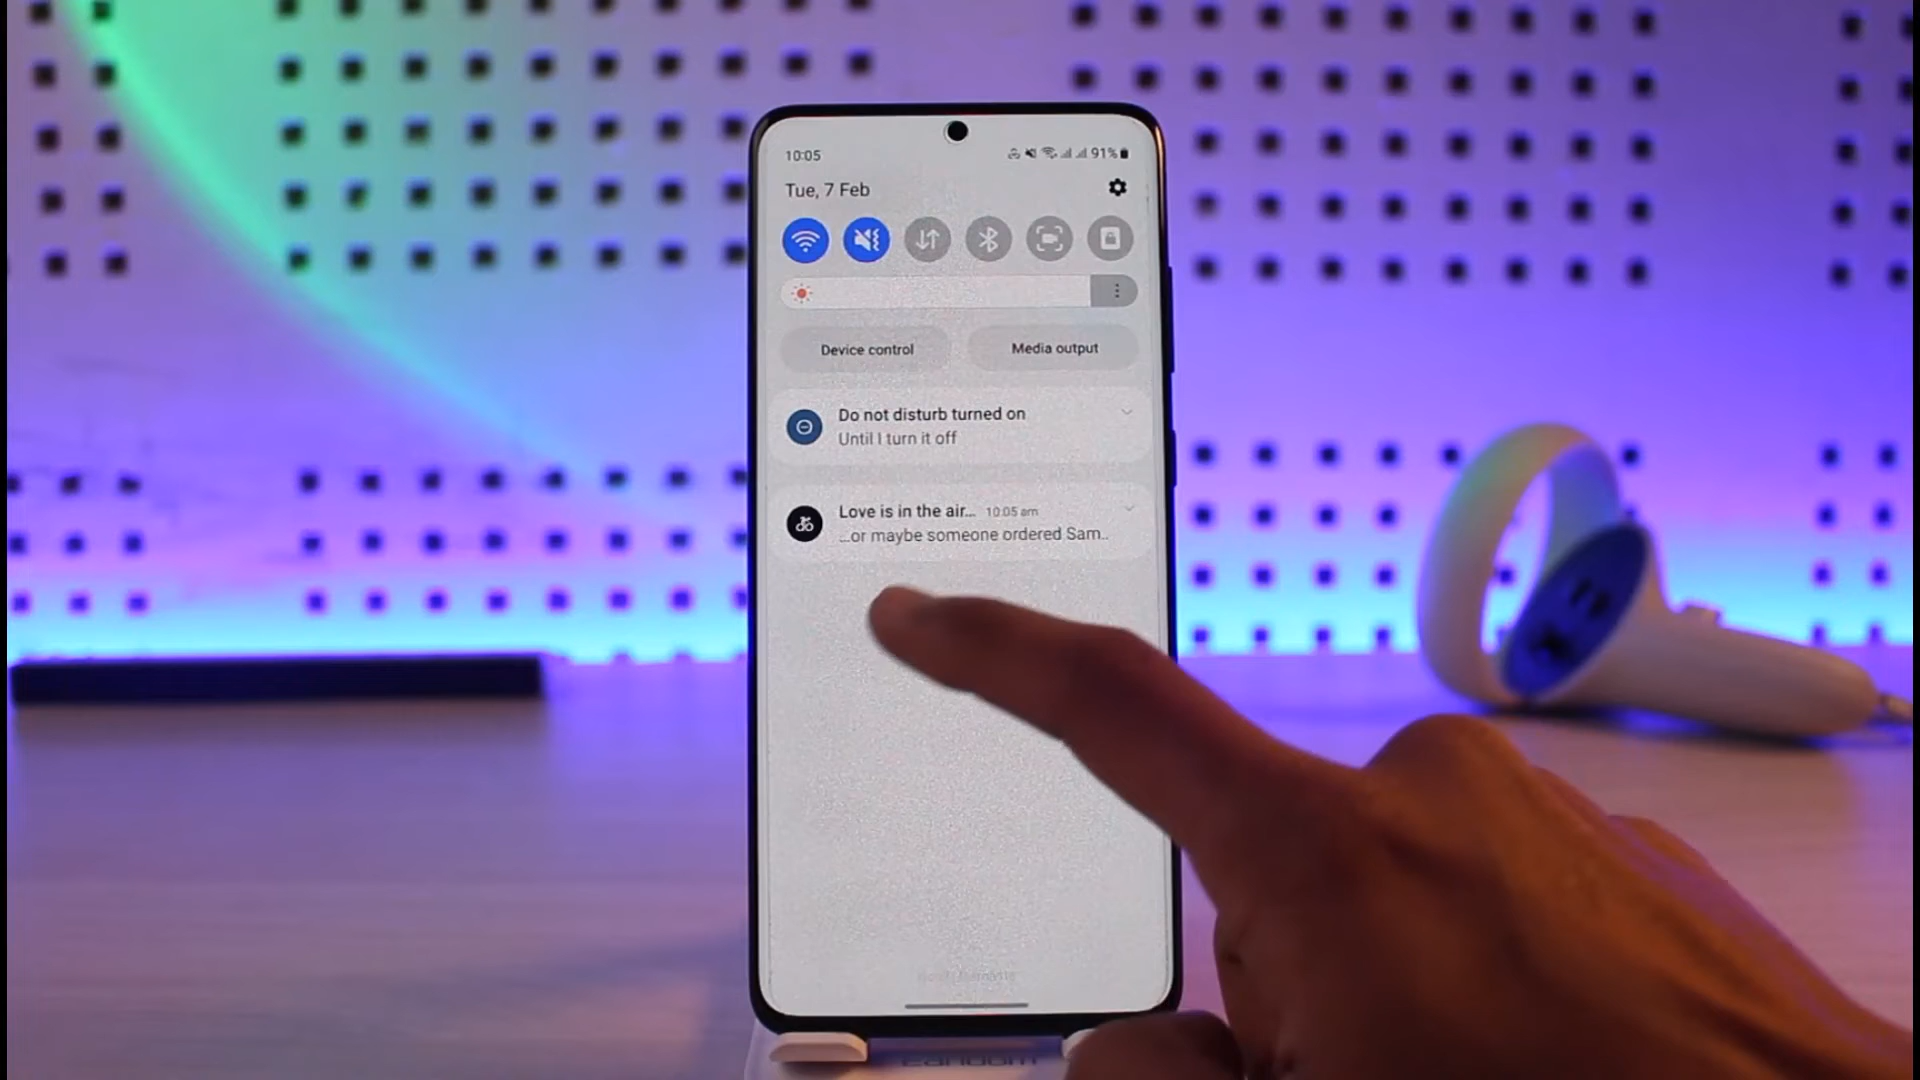 10:05
91%
Tue, 7 Feb
Device control
Media output
Do not disturb turned on
Until I turn it off
Love is in the air... 10:05 am
...or maybe someone ordered Sam..